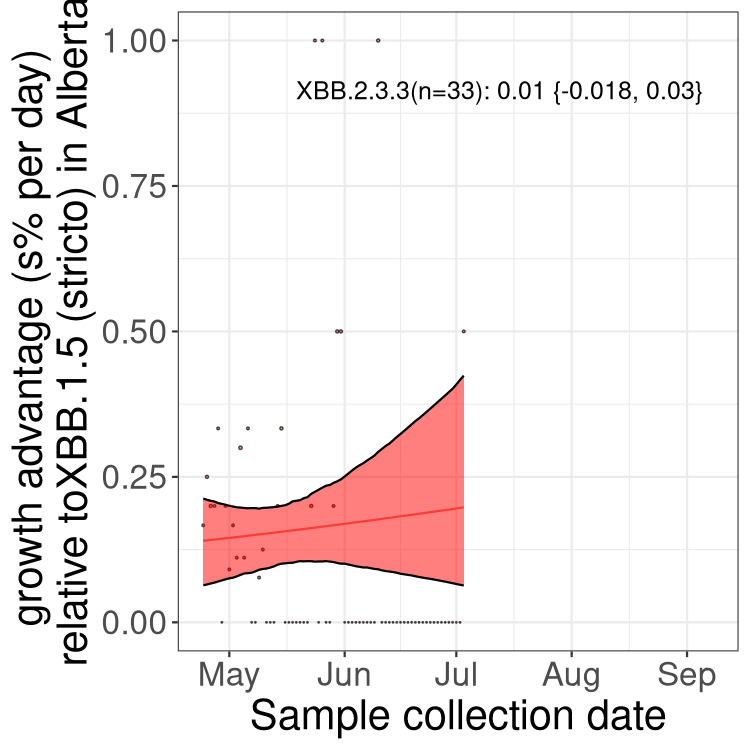 growth advantage (s% per day)
relative toXBB.1.5 (stricto) in Alberta
1.00
XBB.2.3.3(n=33): 0.01 {-0.018, 0.03}
0.75
0.50
0.25
0.00
May Jun Jul Aug Sep
Sample collection date